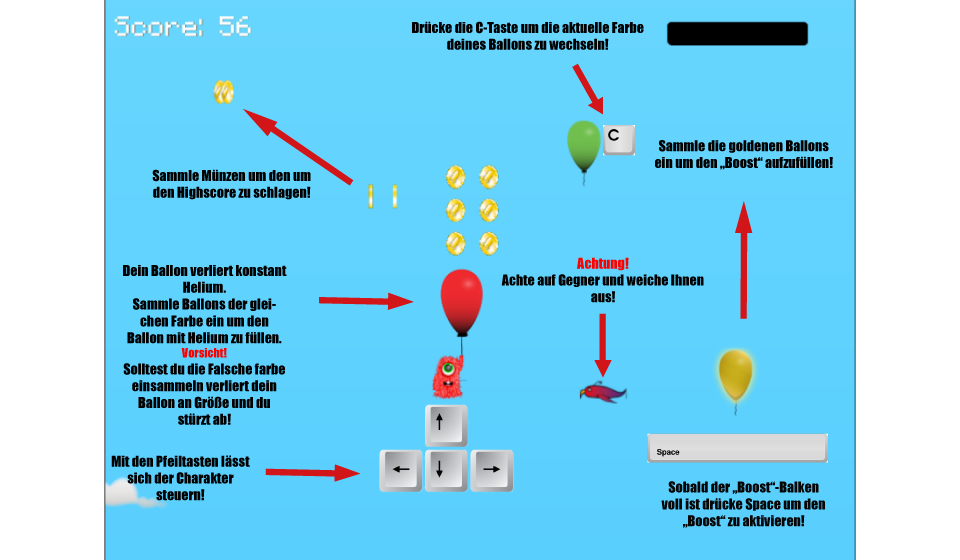 Score: 56
Drücke die C-Taste um die aktuelle Farbe
deines Ballons zu wechseln!
C
Sammle die goldenen Ballons
ein um den „Boost“ aufzufüllen!
Sammle Münzen um den um
den Highscore zu schlagen!
Dein Ballon verliert konstant
Helium.
Sammle Ballons der glei-
chen Farbe ein um den
Ballon mit Helium zu füllen.
Vorsicht!
Solltest du die Falsche farbe
einsammeln verliert dein
Ballon an Größe und du
stürzt ab!
Achtung!
Achte auf Gegner und weiche Ihnen
aus!
Mit den Pfeiltasten lässt
sich der Charakter
steuern!
Space
Sobald der „Boost“-Balken
voll ist drücke Space um den
„Boost“ zu aktivieren!